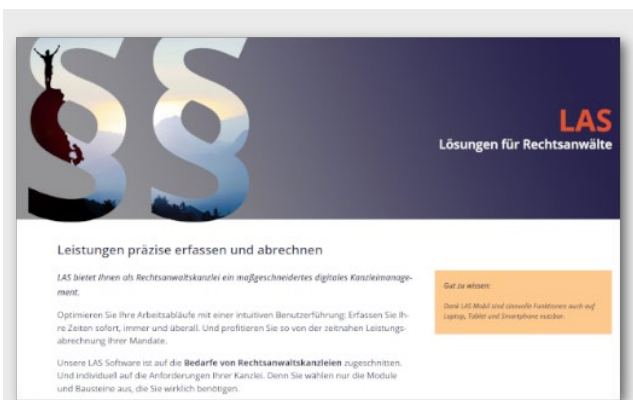 LAS
Lösungen für Rechtsanwälte
Leistungen präzise erfassen und abrechnen
LAS bietet Ihnen als Rechtsanwaltskanzlei ein maßgeschneidertes digitales Kanzleimanage-
ment.
Optimieren Sie Ihre Arbeitsabläufe mit einer intuitiven Benutzerführung: Erfassen Sie Ih-
re Zeiten sofort, immer und überall. Und profitieren Sie so von der zeitnahen Leistungs-
abrechnung Ihrer Mandate.
Unsere LAS Software ist auf die Bedarfe von Rechtsanwaltskanzleien zugeschnitten.
Und individuell auf die Anforderungen Ihrer Kanzlei. Denn Sie wählen nur die Module
und Bausteine aus, die Sie wirklich benötigen.
Gut zu wissen:
Dank LAS Mobil sind sinnvolle Funktionen auch auf
Laptop, Tablet und Smartphone nutzbar.